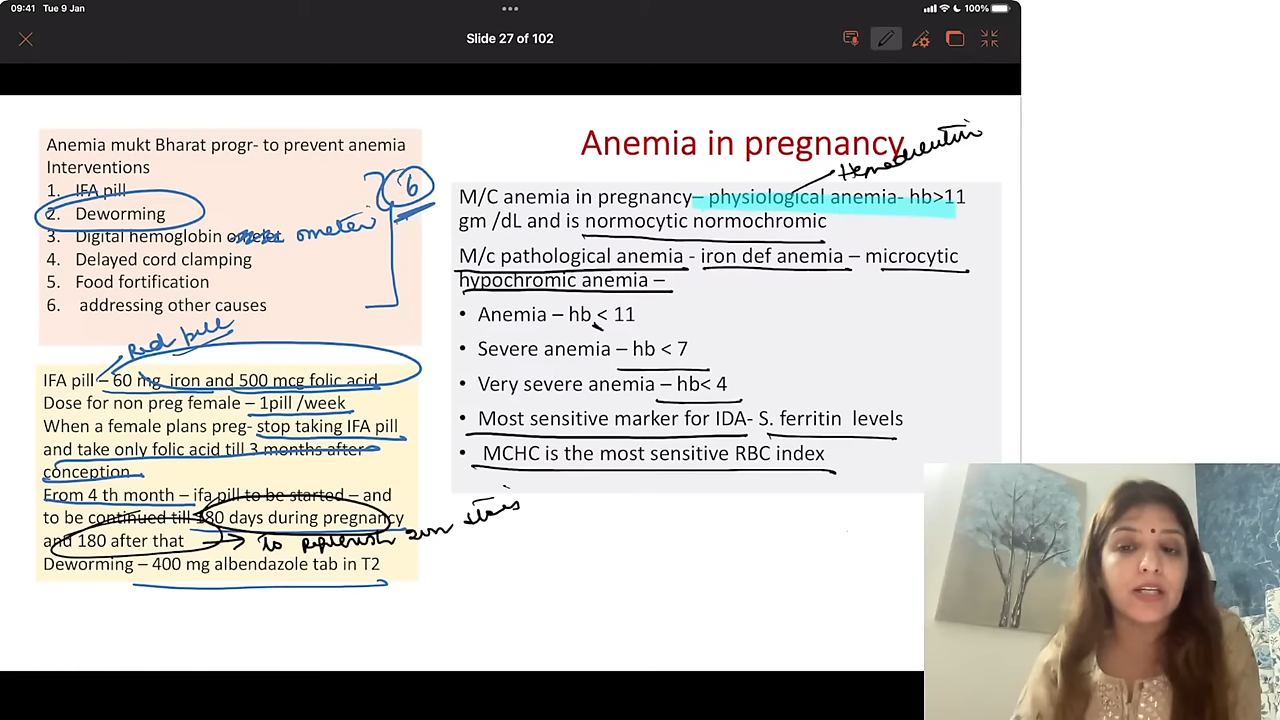 09:41 Tue 9 Jan
100%
Slide 27 of 102
Anemia mukt Bharat progr- to prevent anemia
Interventions
1. IFA pill
2. Deworming
3. Digital hemoglobin ometer
4. Delayed cord clamping
5. Food fortification
6. addressing other causes
6
Red pill
IFA pill – 60 mg iron and 500 mcg folic acid
Dose for non preg female – 1pill /week
When a female plans preg- stop taking IFA pill
and take only folic acid till 3 months after
conception
From 4 th month – ifa pill to be started – and
to be continued till 180 days during pregnancy
and 180 after that
To replenish
Deworming – 400 mg albendazole tab in T2
Anemia in pregnancy
M/C anemia in pregnancy– physiological anemia- hb>11
gm /dL and is normocytic normochromic
M/c pathological anemia - iron def anemia – microcytic
hypochromic anemia –
• Anemia – hb < 11
• Severe anemia – hb < 7
• Very severe anemia – hb< 4
• Most sensitive marker for IDA- S. ferritin levels
• MCHC is the most sensitive RBC index